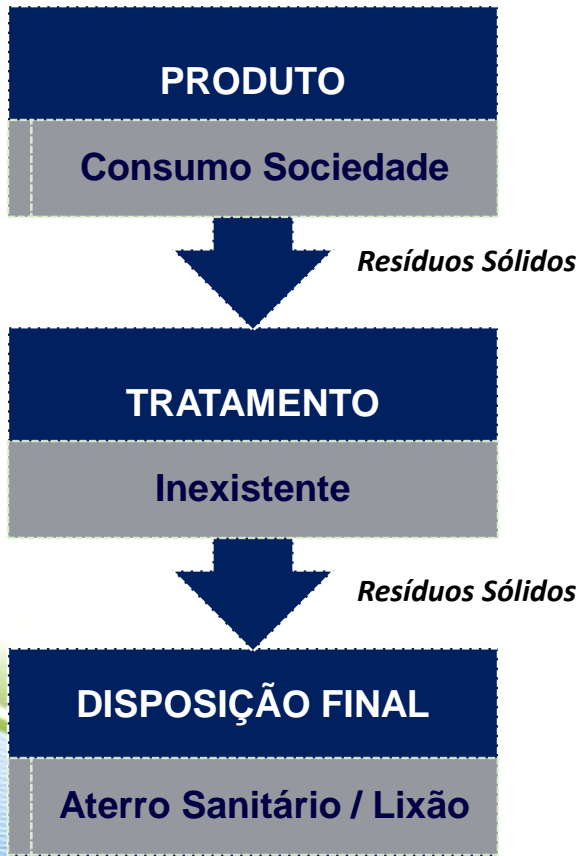 PRODUTO
Consumo Sociedade
Resíduos Sólidos
TRATAMENTO
Inexistente
Resíduos Sólidos
DISPOSIÇÃO FINAL
Aterro Sanitário / Lixão